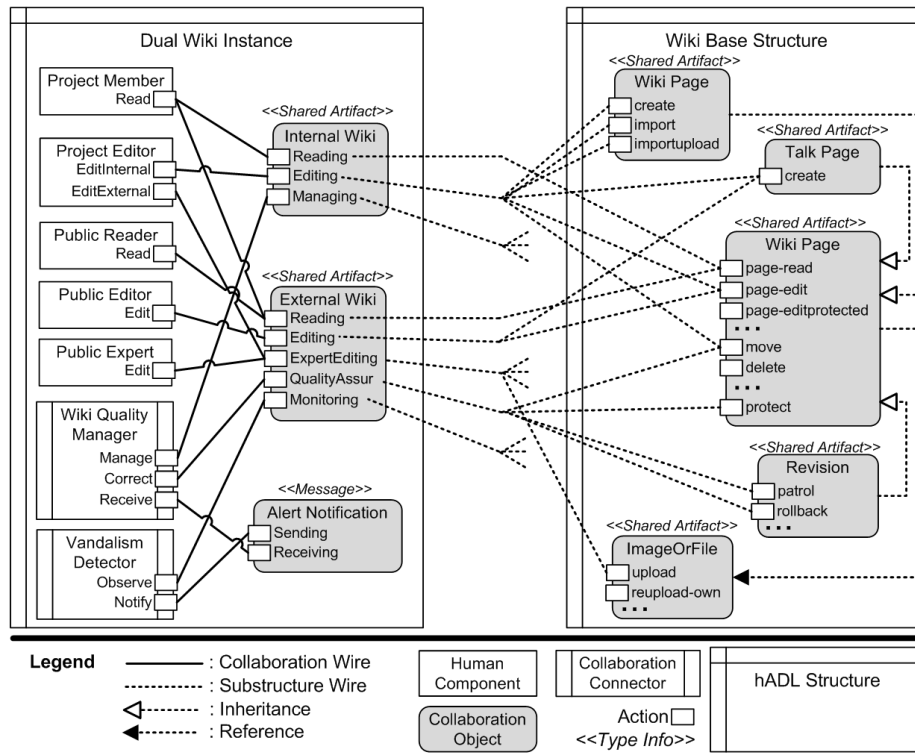 Dual Wiki Instance
Project Member
Read
Project Editor
EditInternal
EditExternal
Public Reader
Read
Public Editor
Edit
Public Expert
Edit
Wiki Quality
Manager
Manage
Correct
Receive
Vandalism
Detector
Observe
Notify
<<Shared Artifact>>
Internal Wiki
Reading
Editing
Managing
<<Shared Artifact>>
External Wiki
Reading
Editing
ExpertEditing
QualityAssur
Monitoring
<<Message>>
Alert Notification
Sending
Receiving
Wiki Base Structure
<<Shared Artifact>>
Wiki Page
create
import
importupload
<<Shared Artifact>>
Talk Page
create
<<Shared Artifact>>
Wiki Page
page-read
page-edit
page-editprotected
...
move
delete
...
protect
<<Shared Artifact>>
Revision
patrol
rollback
...
<<Shared Artifact>>
ImageOrFile
upload
reupload-own
...
Legend
: Collaboration Wire
: Substructure Wire
: Inheritance
: Reference
Human
Component
Collaboration
Object
Collaboration
Connector
Action
<<Type Info>>
hADL Structure